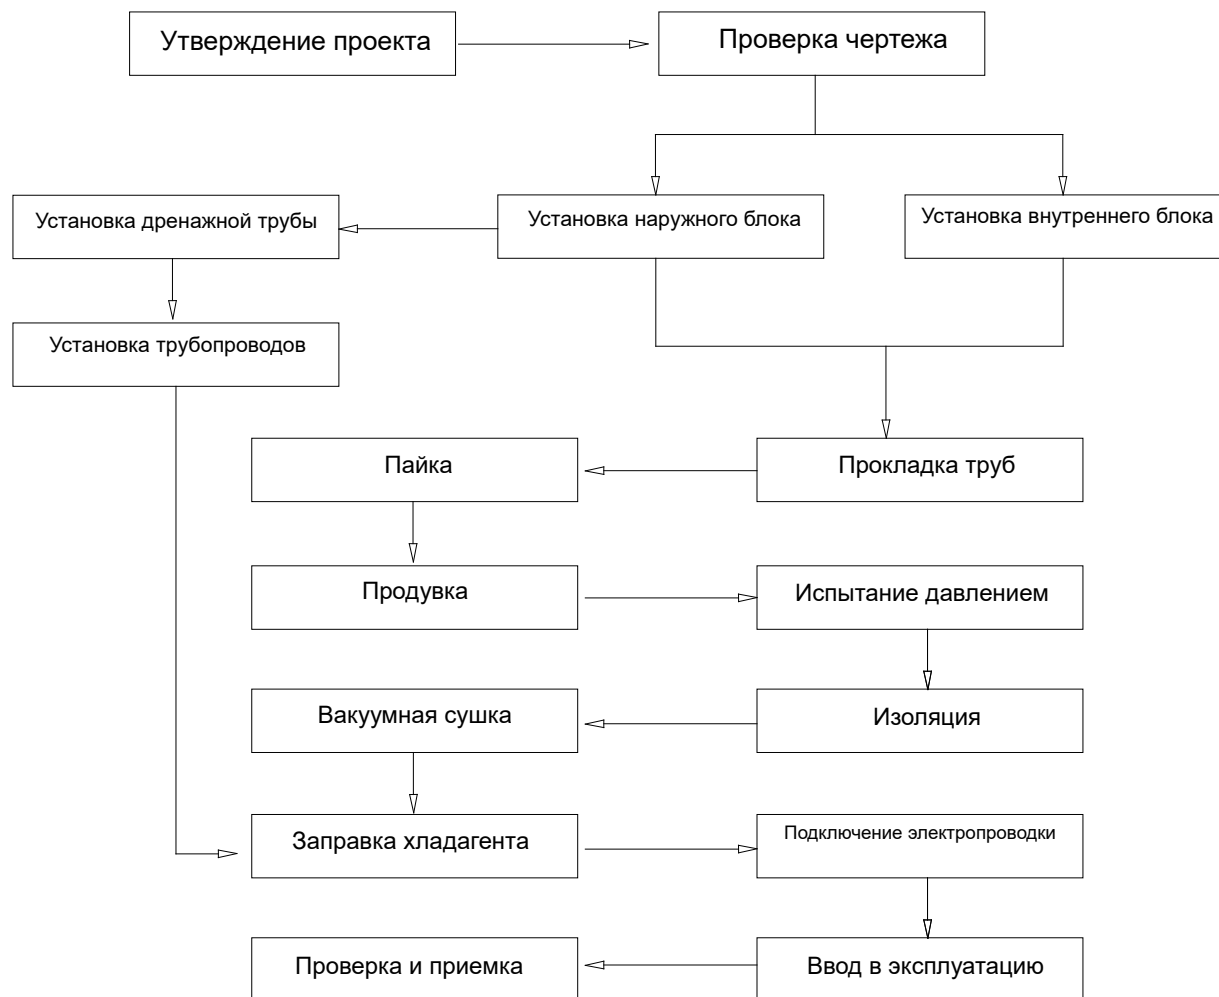 Утверждение проекта
Проверка чертежа
Установка дренажной трубы
Установка наружного блока
Установка внутреннего блока
Установка трубопроводов
Пайка
Прокладка труб
Продувка
Испытание давлением
Вакуумная сушка
Изоляция
Заправка хладагента
Подключение электропроводки
Проверка и приемка
Ввод в эксплуатацию